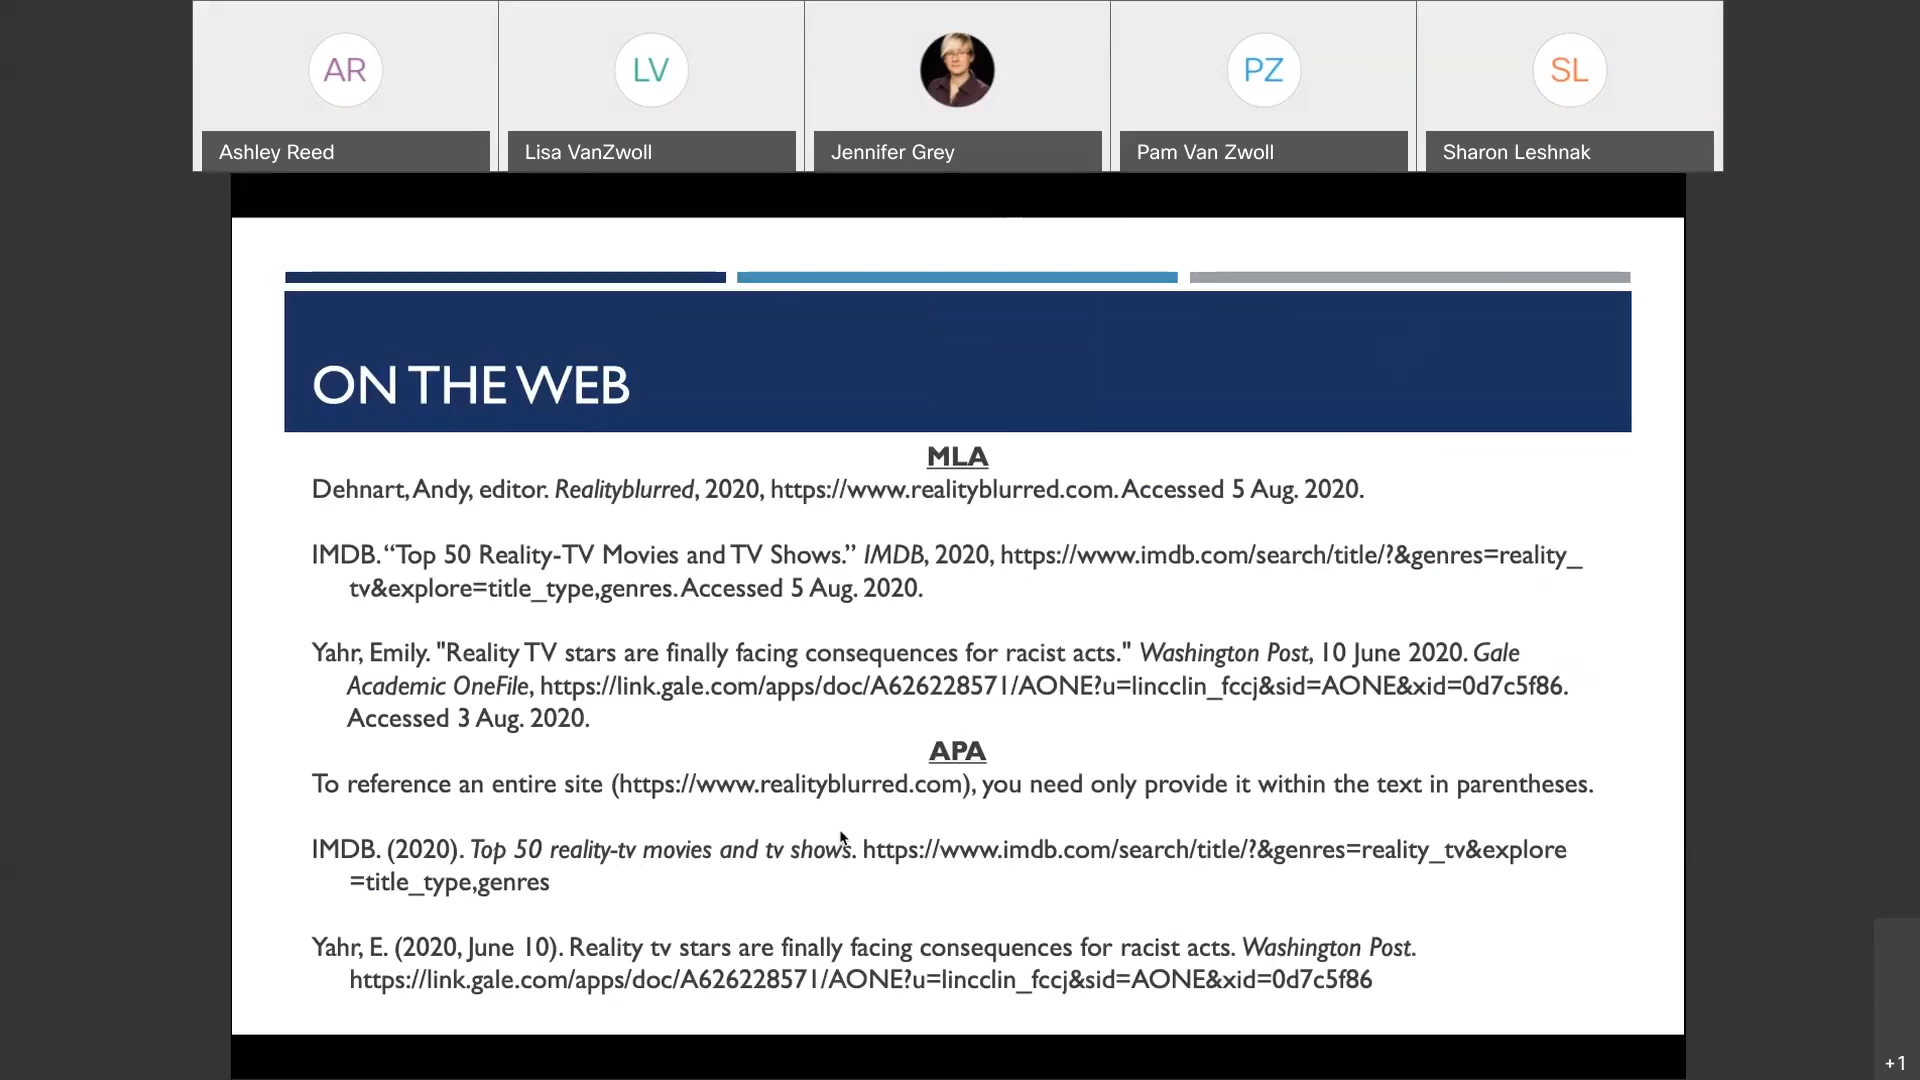 AR
LV
PZ
SL
Ashley Reed
Lisa VanZwoll
Jennifer Grey
Pam Van Zwoll
Sharon Leshnak
ON THE WEB
MLA
Dehnart, Andy, editor. Realityblurred, 2020, https://www.realityblurred.com. Accessed 5 Aug. 2020.
IMDB. “Top 50 Reality-TV Movies and TV Shows.” IMDB, 2020, https://www.imdb.com/search/title/?&genres=reality_
tv&explore=title_type,genres. Accessed 5 Aug. 2020.
Yahr, Emily. "Reality TV stars are finally facing consequences for racist acts." Washington Post, 10 June 2020. Gale
Academic OneFile, https://link.gale.com/apps/doc/A626228571/AONE?u=lincclin_fccj&sid=AONE&xid=0d7c5f86.
Accessed 3 Aug. 2020.
APA
To reference an entire site (https://www.realityblurred.com), you need only provide it within the text in parentheses.
IMDB. (2020). Top 50 reality-tv movies and tv shows. https://www.imdb.com/search/title/?&genres=reality_tv&explore
=title_type,genres
Yahr, E. (2020, June 10). Reality tv stars are finally facing consequences for racist acts. Washington Post.
https://link.gale.com/apps/doc/A626228571/AONE?u=lincclin_fccj&sid=AONE&xid=0d7c5f86
+1